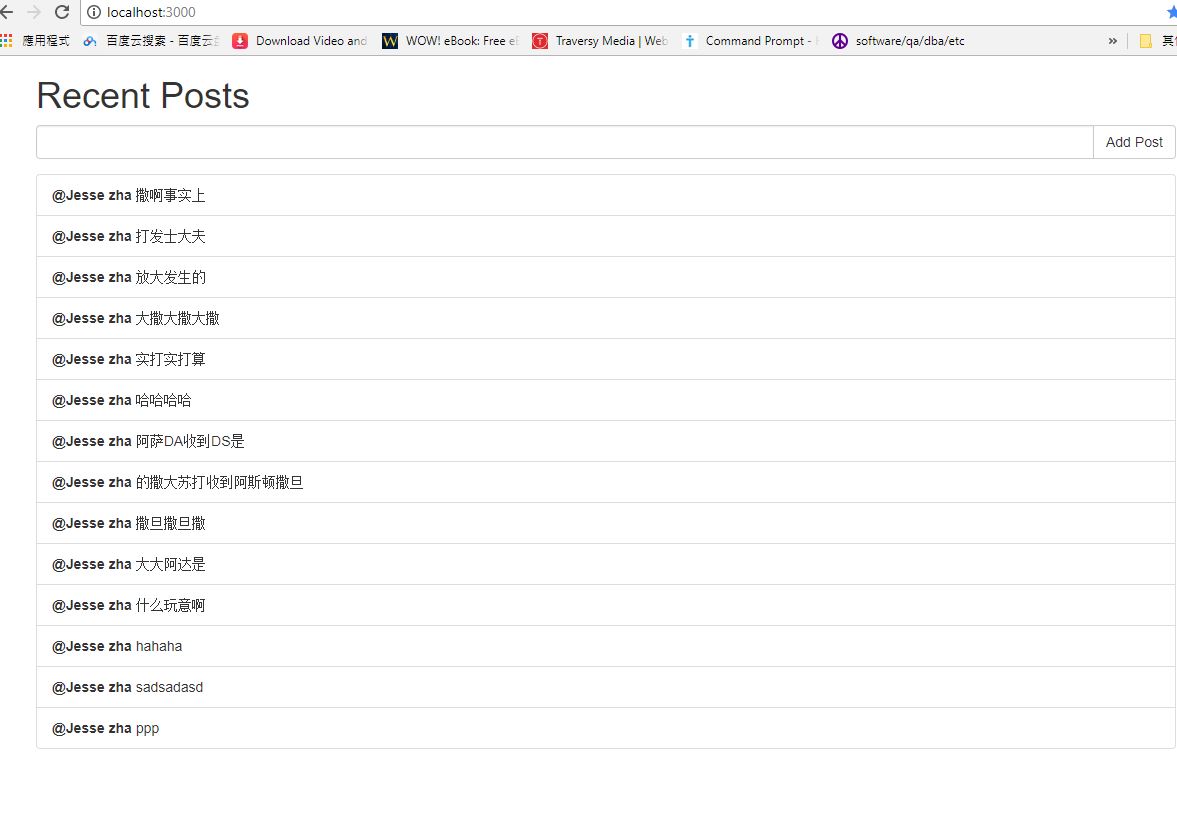 localhost:3000
應用程式 百度云搜索 - 百度云 Download Video and WOW! eBook: Free e Traversy Media | Web Command Prompt - software/qa/dba/etc » 其
Recent Posts
Add Post
@Jesse zha 撒啊事实上
@Jesse zha 打发士大夫
@Jesse zha 放大发生的
@Jesse zha 大撒大撒大撒
@Jesse zha 实打实打算
@Jesse zha 哈哈哈哈
@Jesse zha 阿萨DA收到DS是
@Jesse zha 的撒大苏打收到阿斯顿撒旦
@Jesse zha 撒旦撒旦撒
@Jesse zha 大大阿达是
@Jesse zha 什么玩意啊
@Jesse zha hahaha
@Jesse zha sadsadasd
@Jesse zha ppp